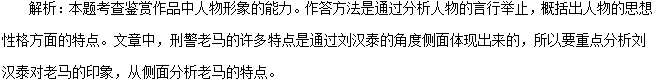 解析：本题考查鉴赏作品中人物形象的能力。作答方法是通过分析人物的言行举止，概括出人物的思想
性格方面的特点。文章中，刑警老马的许多特点是通过刘汉泰的角度侧面体现出来的，所以要重点分析刘
汉泰对老马的印象，从侧面分析老马的特点。